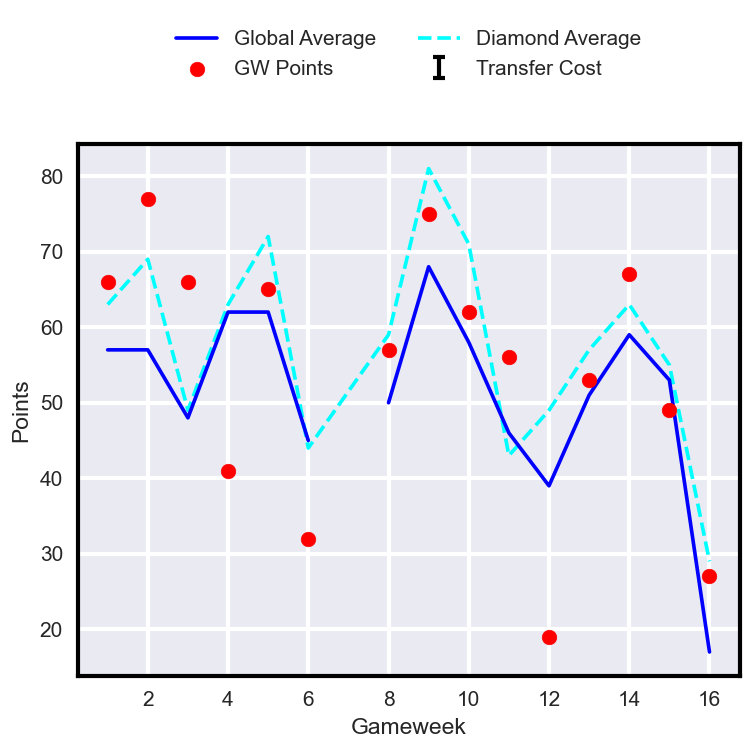 Global Average
Diamond Average
GW Points
Transfer Cost
80
70
60
50
40
30
20
Points
2 4 6 8 10 12 14 16
Gameweek